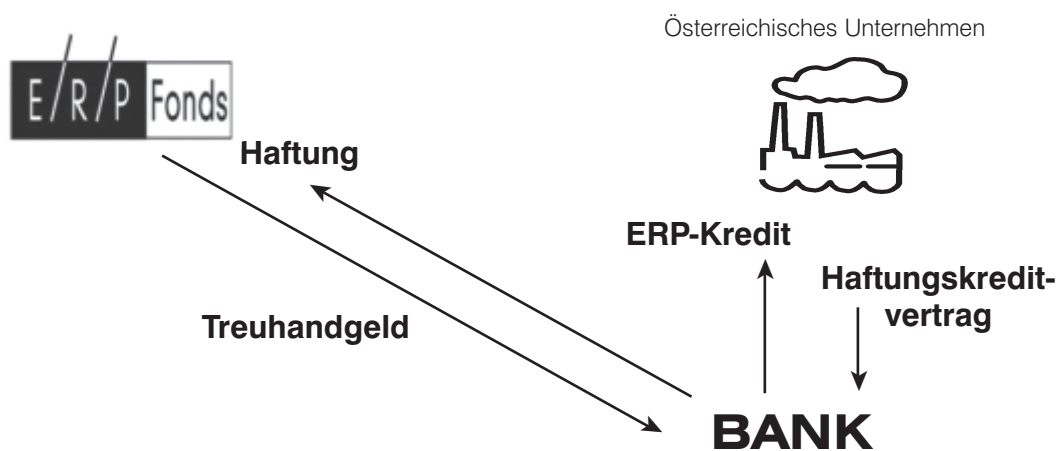 Österreichisches Unternehmen
E/R/P Fonds
Haftung
ERP-Kredit
Haftungskredit-
vertrag
Treuhandgeld
BANK